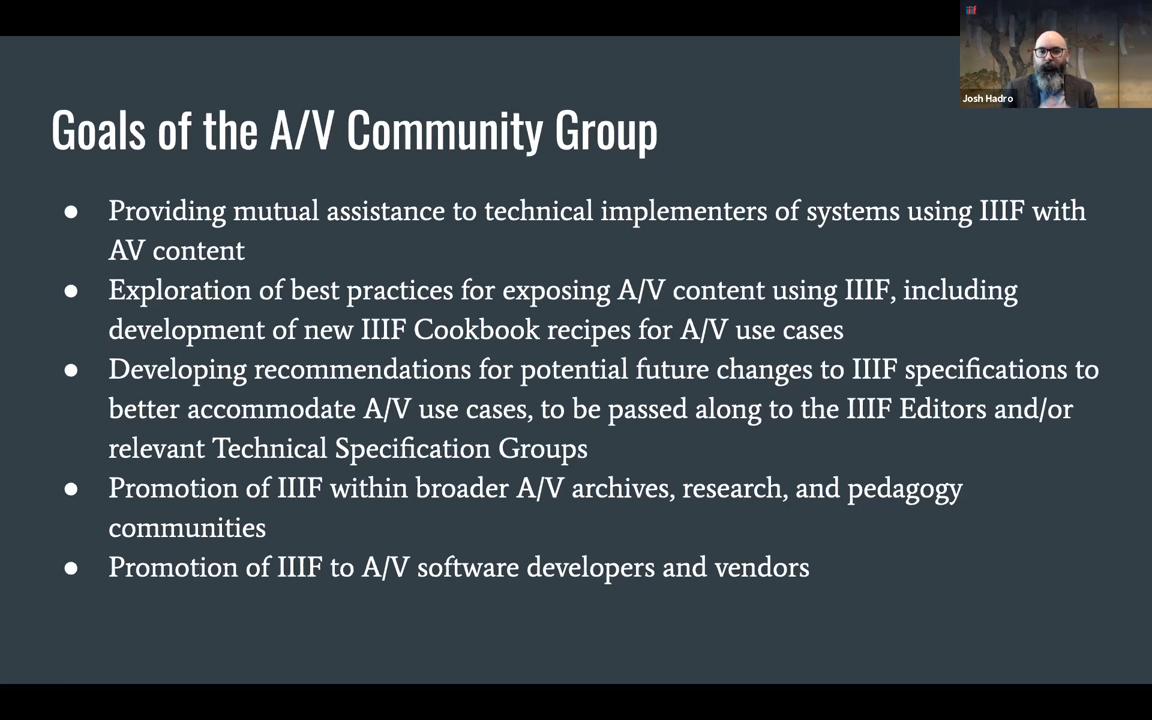 iiif
Josh Hadro
Goals of the A/V Community Group
● Providing mutual assistance to technical implementers of systems using IIIF with
AV content
● Exploration of best practices for exposing A/V content using IIIF, including
development of new IIIF Cookbook recipes for A/V use cases
● Developing recommendations for potential future changes to IIIF specifications to
better accommodate A/V use cases, to be passed along to the IIIF Editors and/or
relevant Technical Specification Groups
● Promotion of IIIF within broader A/V archives, research, and pedagogy
communities
● Promotion of IIIF to A/V software developers and vendors